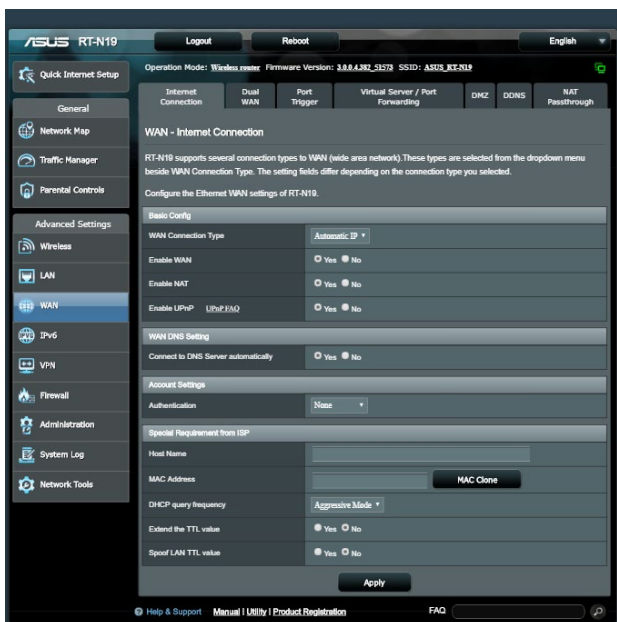 ASUS RT-N19 Logout Reboot English
Quick Internet Setup
General
Network Map
Traffic Manager
Parental Controls
Advanced Settings
Wireless
LAN
WAN
IPv6
VPN
Firewall
Administration
System Log
Network Tools
Operation Mode: Wireless router Firmware Version: 3.0.0.4.382_51573 SSID: ASUS_RT-N19
Internet Connection
Dual WAN
Port Trigger
Virtual Server / Port Forwarding
DMZ
DDNS
NAT Passthrough
WAN - Internet Connection
RT-N19 supports several connection types to WAN (wide area network).These types are selected from the dropdown menu
beside WAN Connection Type. The setting fields differ depending on the connection type you selected.
Configure the Ethernet WAN settings of RT-N19.
Basic Config
WAN Connection Type Automatic IP
Enable WAN Yes No
Enable NAT Yes No
Enable UPnP UPnP FAQ Yes No
WAN DNS Setting
Connect to DNS Server automatically Yes No
Account Settings
Authentication None
Special Requirement from ISP
Host Name
MAC Address MAC Clone
DHCP query frequency Aggressive Mode
Extend the TTL value Yes No
Spoof LAN TTL value Yes No
Apply
Help & Support Manual | Utility | Product Registration FAQ